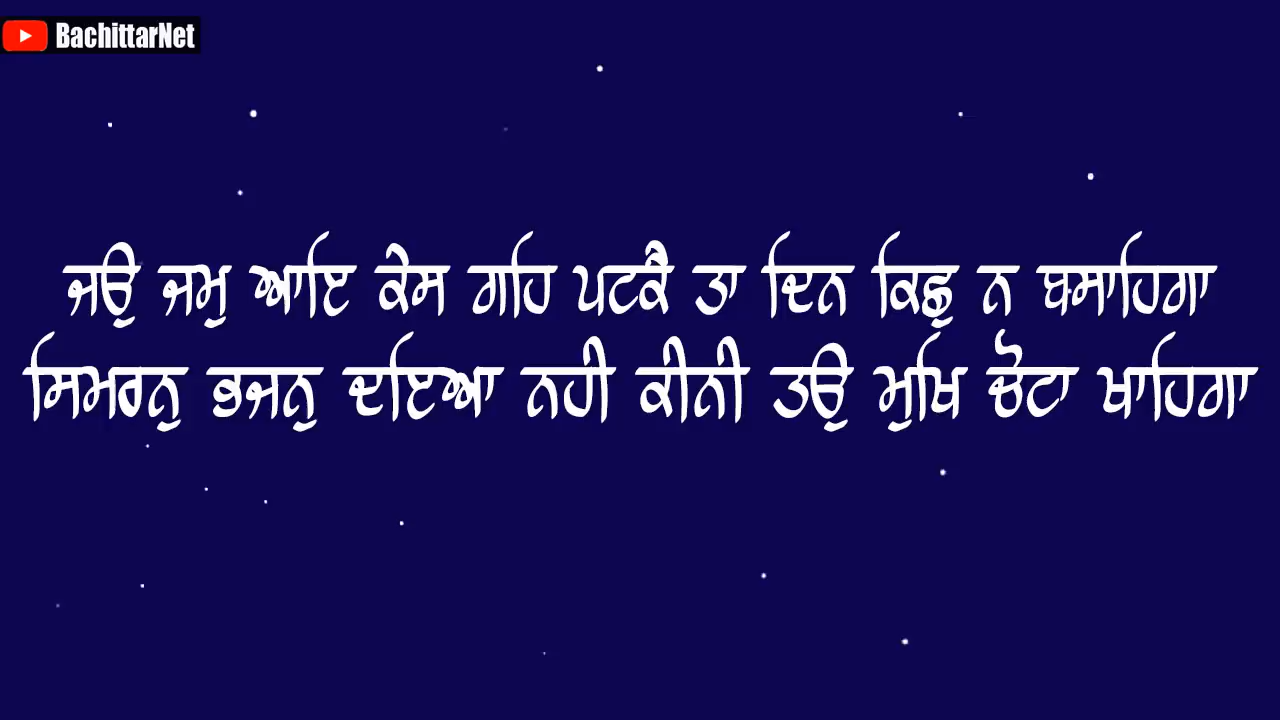 BachittarNet
ਜਉ ਜਮੁ ਆਇ ਕੇਸ ਗਹਿ ਪਟਕੈ ਤਾ ਦਿਨ ਕਿਛੁ ਨ ਬਸਾਹਿਗਾ
ਸਿਮਰਨੁ ਭਜਨੁ ਦਇਆ ਨਹੀ ਕੀਨੀ ਤਉ ਮੁਖਿ ਚੋਟਾ ਖਾਹਿਗਾ